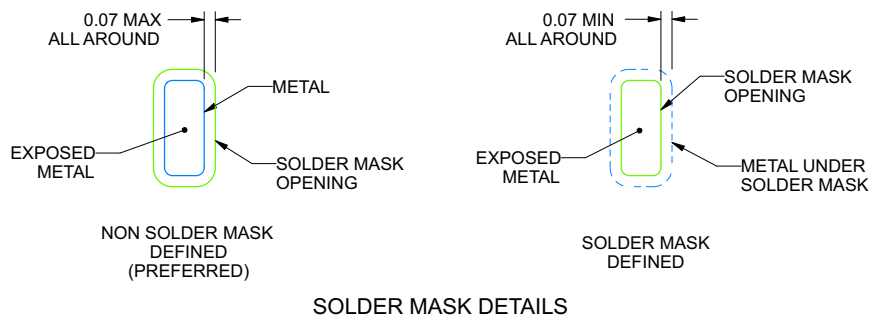 0.07 MAX
ALL AROUND
METAL
EXPOSED
METAL
SOLDER MASK
OPENING
NON SOLDER MASK
DEFINED
(PREFERRED)
0.07 MIN
ALL AROUND
SOLDER MASK
OPENING
EXPOSED
METAL
METAL UNDER
SOLDER MASK
SOLDER MASK
DEFINED
SOLDER MASK DETAILS